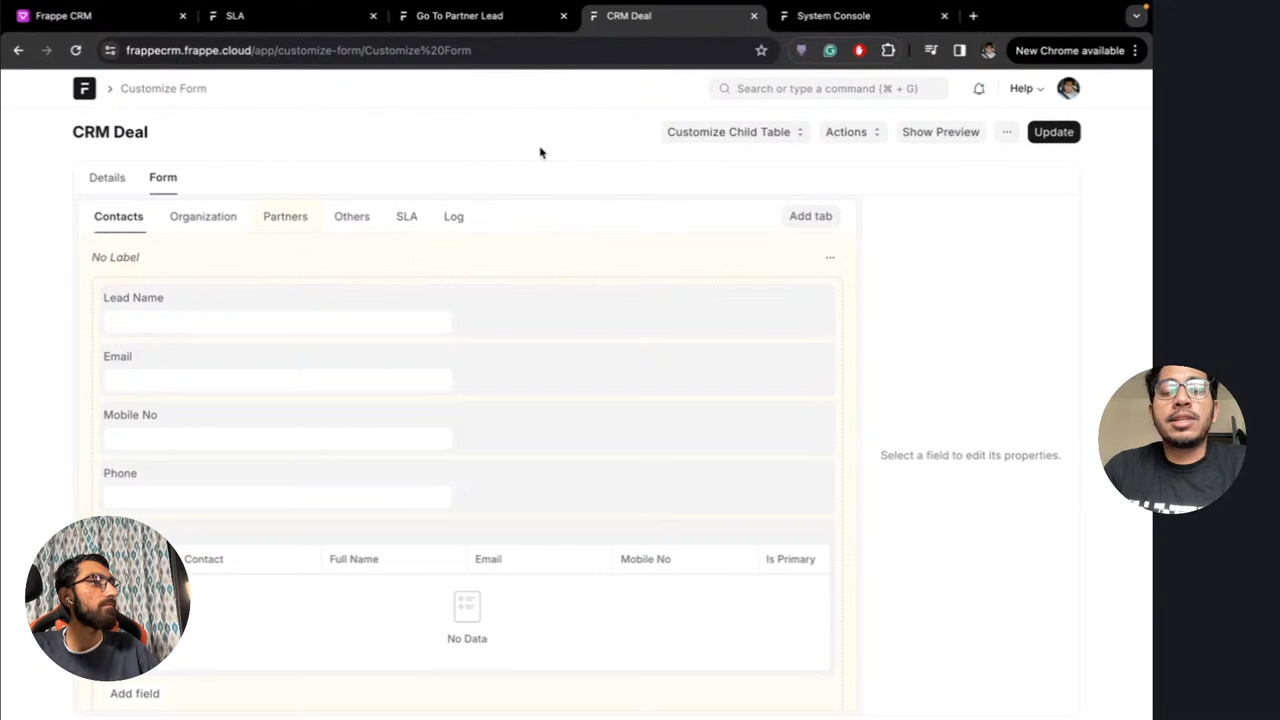 Frappe CRM
SLA
Go To Partner Lead
CRM Deal
System Console
frappecrm.frappe.cloud/app/customize-form/Customize%20Form
New Chrome available
Customize Form
Search or type a command (⌘ + G)
Help
CRM Deal
Customize Child Table
Actions
Show Preview
Update
Details
Form
Contacts
Organization
Partners
Others
SLA
Log
Add tab
No Label
Lead Name
Email
Mobile No
Phone
Select a field to edit its properties.
Contact
Full Name
Email
Mobile No
Is Primary
No Data
Add field